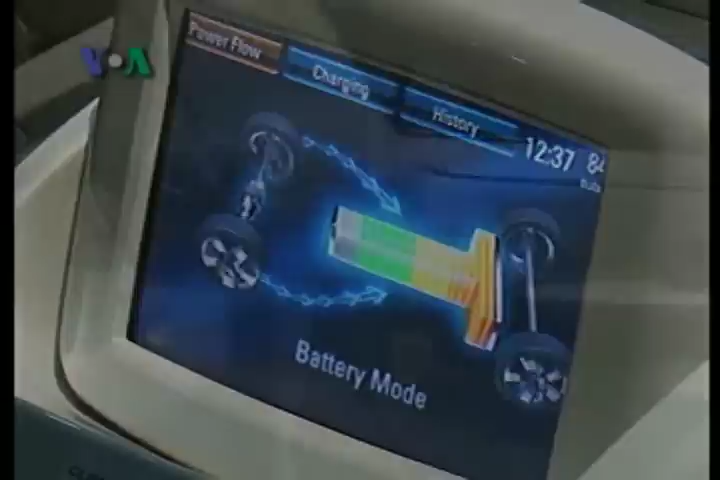 VOA
Power Flow
Charging
History
12:37
Battery Mode